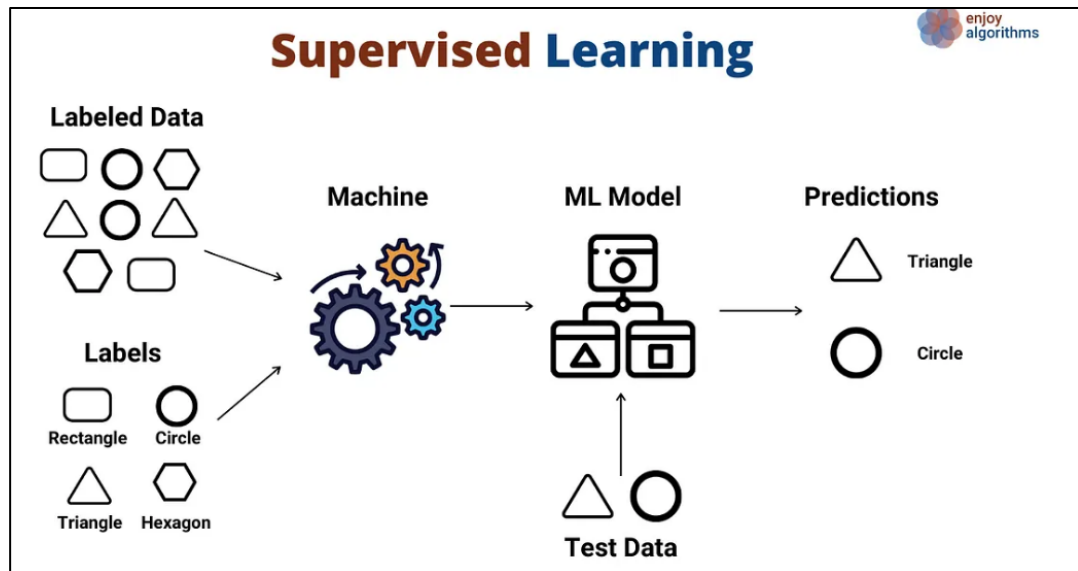 Supervised Learning
enjoy
algorithms
Labeled Data
Machine
ML Model
Predictions
Triangle
Circle
Labels
Rectangle Circle
Triangle Hexagon
Test Data